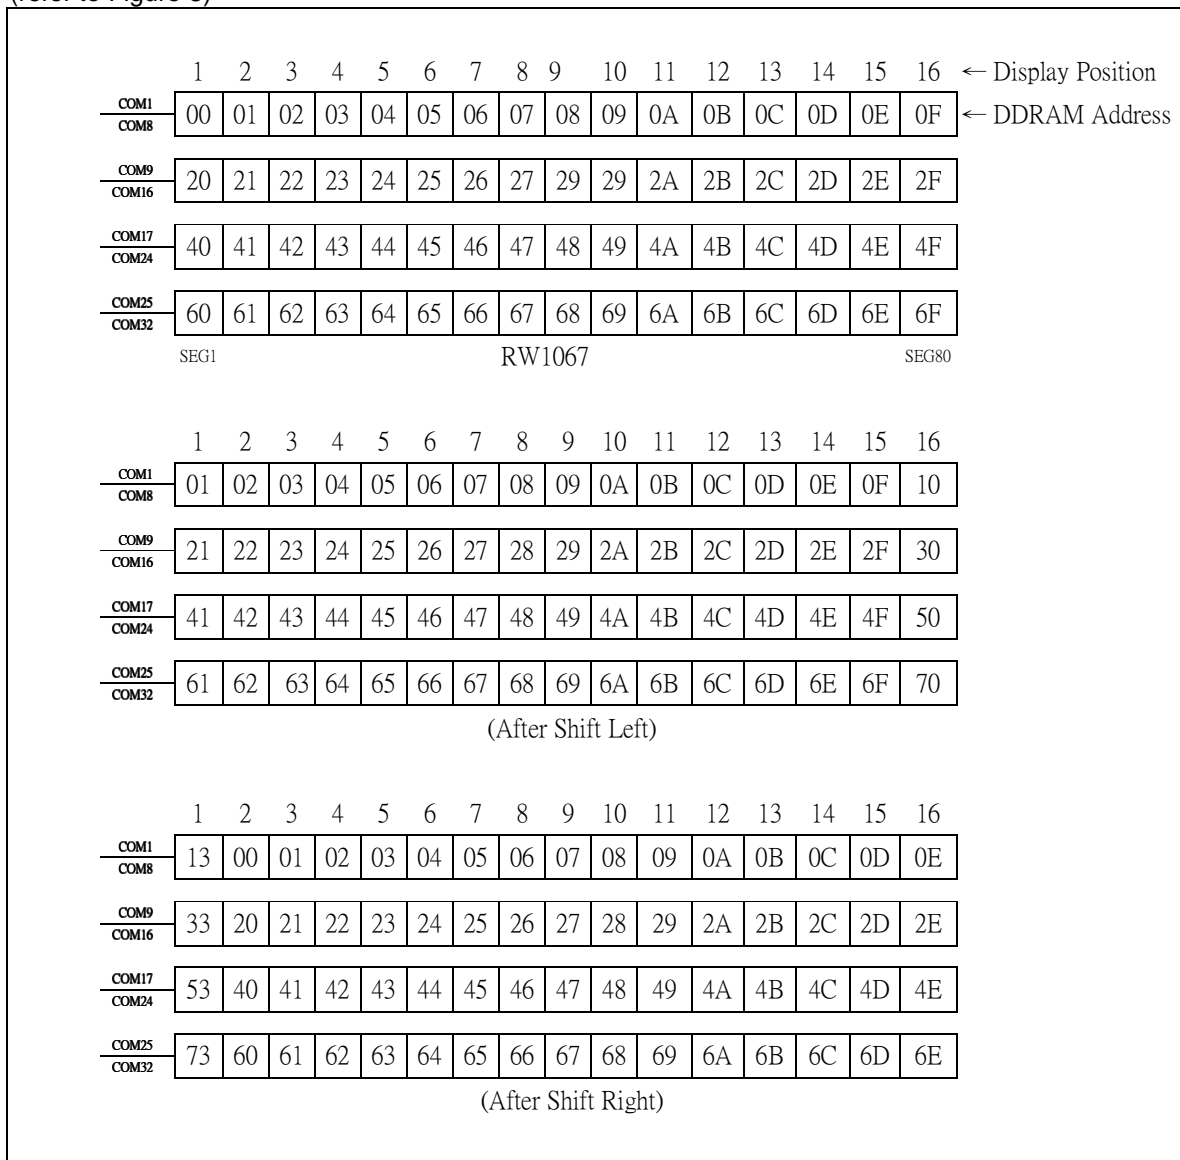 (refer to Figure 3)
1 2 3 4 5 6 7 8 9 10 11 12 13 14 15 16 ← Display Position
COM1
COM8
00 01 02 03 04 05 06 07 08 09 0A 0B 0C 0D 0E 0F ← DDRAM Address
COM9
COM16
20 21 22 23 24 25 26 27 29 29 2A 2B 2C 2D 2E 2F
COM17
COM24
40 41 42 43 44 45 46 47 48 49 4A 4B 4C 4D 4E 4F
COM25
COM32
60 61 62 63 64 65 66 67 68 69 6A 6B 6C 6D 6E 6F
SEG1 RW1067 SEG80
1 2 3 4 5 6 7 8 9 10 11 12 13 14 15 16
COM1
COM8
01 02 03 04 05 06 07 08 09 0A 0B 0C 0D 0E 0F 10
COM9
COM16
21 22 23 24 25 26 27 28 29 2A 2B 2C 2D 2E 2F 30
COM17
COM24
41 42 43 44 45 46 47 48 49 4A 4B 4C 4D 4E 4F 50
COM25
COM32
61 62 63 64 65 66 67 68 69 6A 6B 6C 6D 6E 6F 70
(After Shift Left)
1 2 3 4 5 6 7 8 9 10 11 12 13 14 15 16
COM1
COM8
13 00 01 02 03 04 05 06 07 08 09 0A 0B 0C 0D 0E
COM9
COM16
33 20 21 22 23 24 25 26 27 28 29 2A 2B 2C 2D 2E
COM17
COM24
53 40 41 42 43 44 45 46 47 48 49 4A 4B 4C 4D 4E
COM25
COM32
73 60 61 62 63 64 65 66 67 68 69 6A 6B 6C 6D 6E
(After Shift Right)